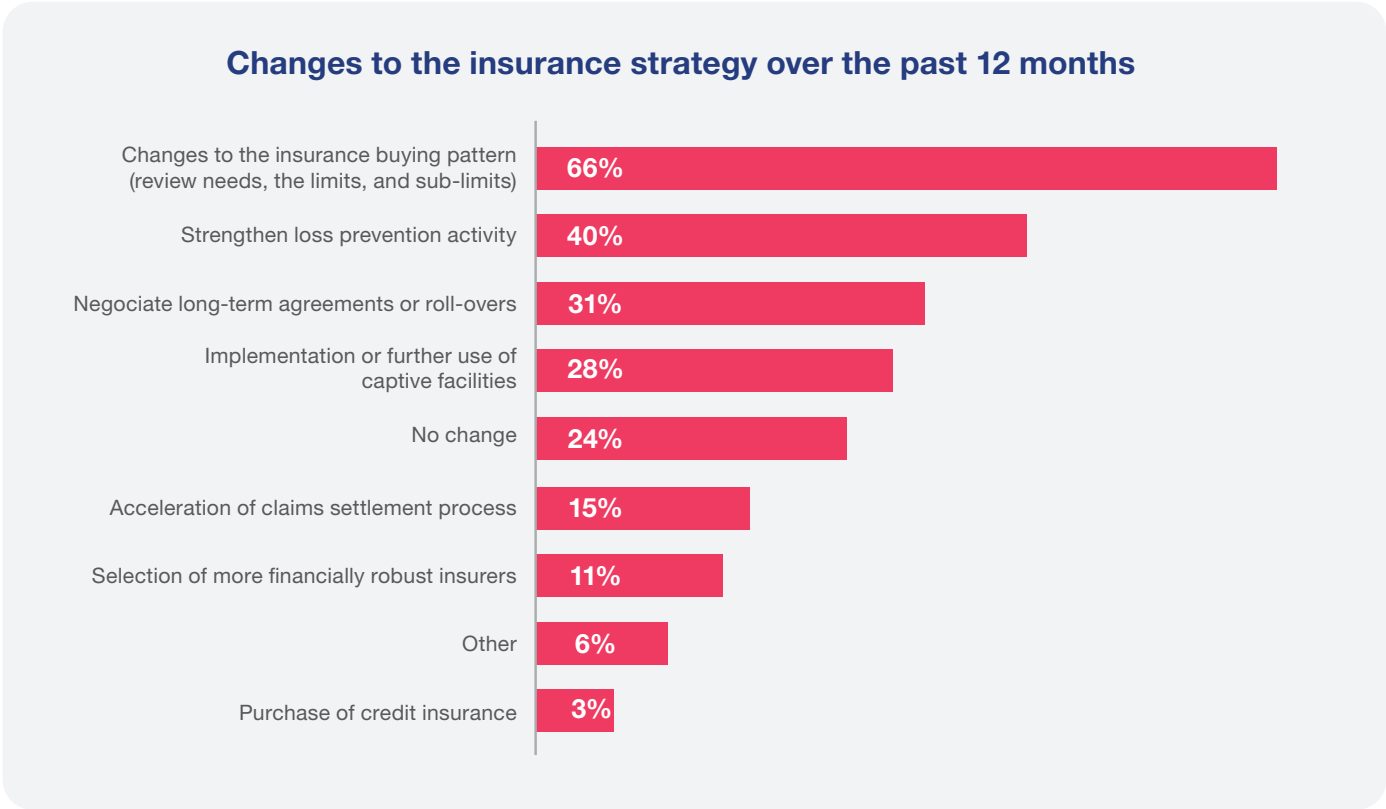 Changes to the insurance strategy over the past 12 months
Changes to the insurance buying pattern
(review needs, the limits, and sub-limits)
66%
Strengthen loss prevention activity
40%
Negociate long-term agreements or roll-overs
31%
Implementation or further use of
captive facilities
28%
No change
24%
Acceleration of claims settlement process
15%
Selection of more financially robust insurers
11%
Other
6%
Purchase of credit insurance
3%